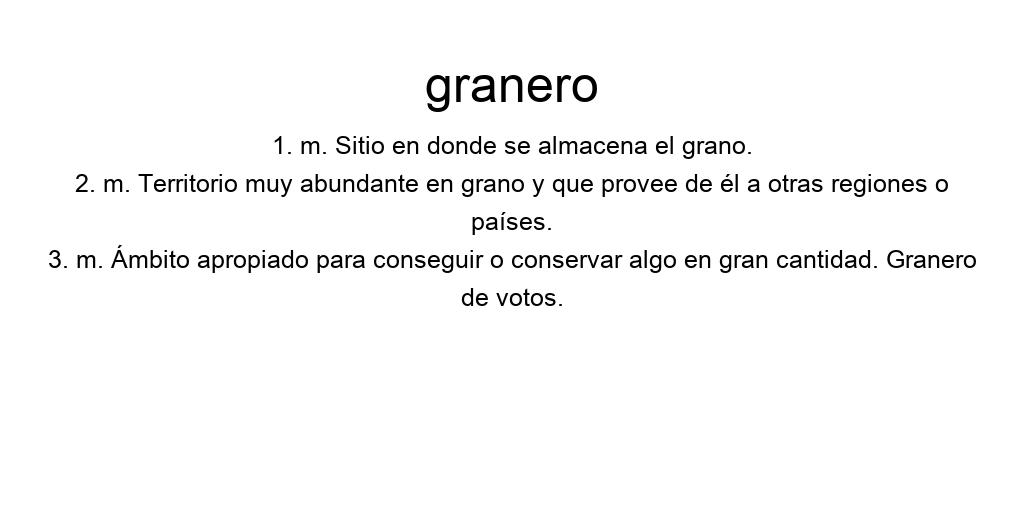 granero
1. m. Sitio en donde se almacena el grano.
2. m. Territorio muy abundante en grano y que provee de él a otras regiones o
países.
3. m. Ámbito apropiado para conseguir o conservar algo en gran cantidad. Granero
de votos.